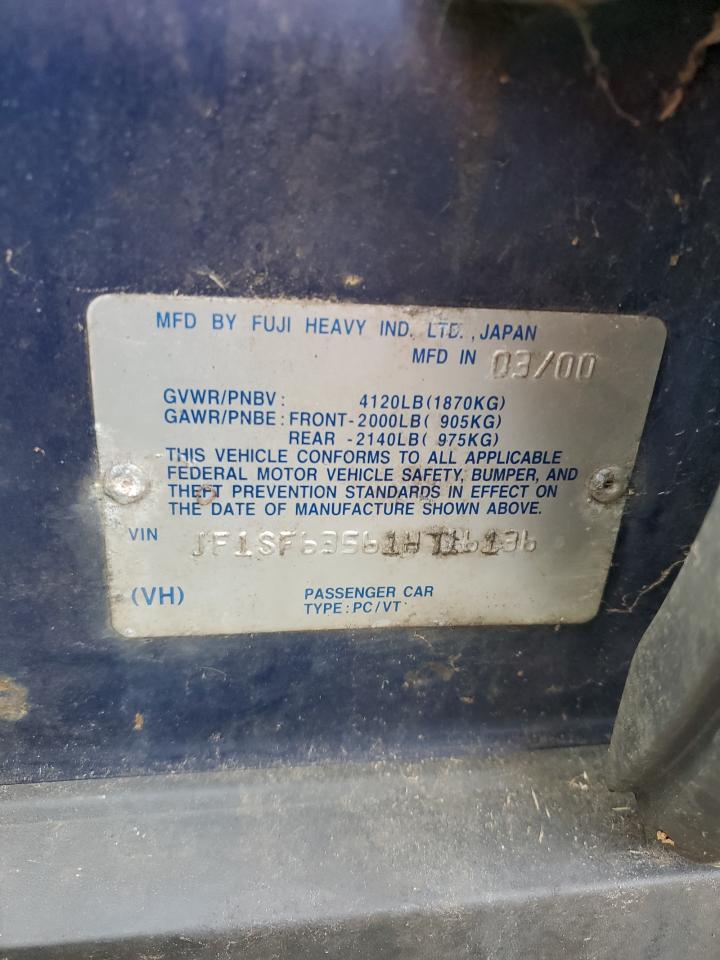 MFD BY FUJI HEAVY IND. LTD., JAPAN
MFD IN 03/00
GVWR/PNBV : 4120LB(1870KG)
GAWR/PNBE : FRONT-2000LB( 905KG)
REAR -2140LB( 975KG)
THIS VEHICLE CONFORMS TO ALL APPLICABLE
FEDERAL MOTOR VEHICLE SAFETY, BUMPER, AND
THEFT PREVENTION STANDARDS IN EFFECT ON
THE DATE OF MANUFACTURE SHOWN ABOVE.
VIN JF1SF63561H716136
(VH) PASSENGER CAR
TYPE : PC/VT